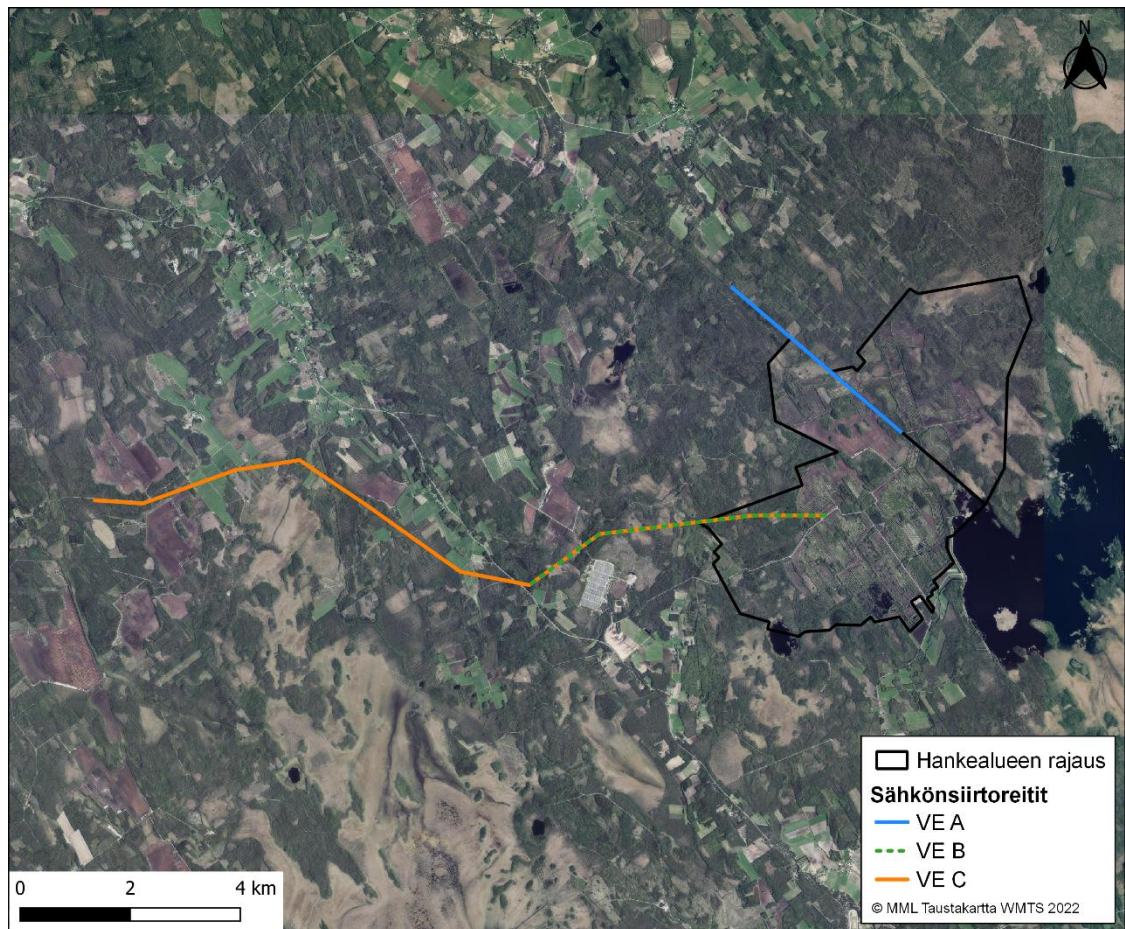 N
Hankealueen rajaus
Sähkönsiirtoreitit
VE A
VE B
VE C
© MML Taustakartta WMTS 2022
0 2 4 km